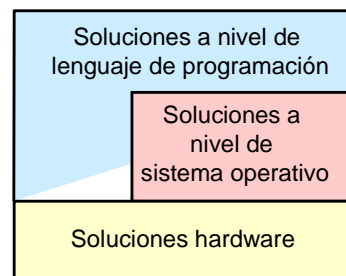 Soluciones a nivel de
lenguaje de programación
Soluciones a
nivel de
sistema operativo
Soluciones hardware